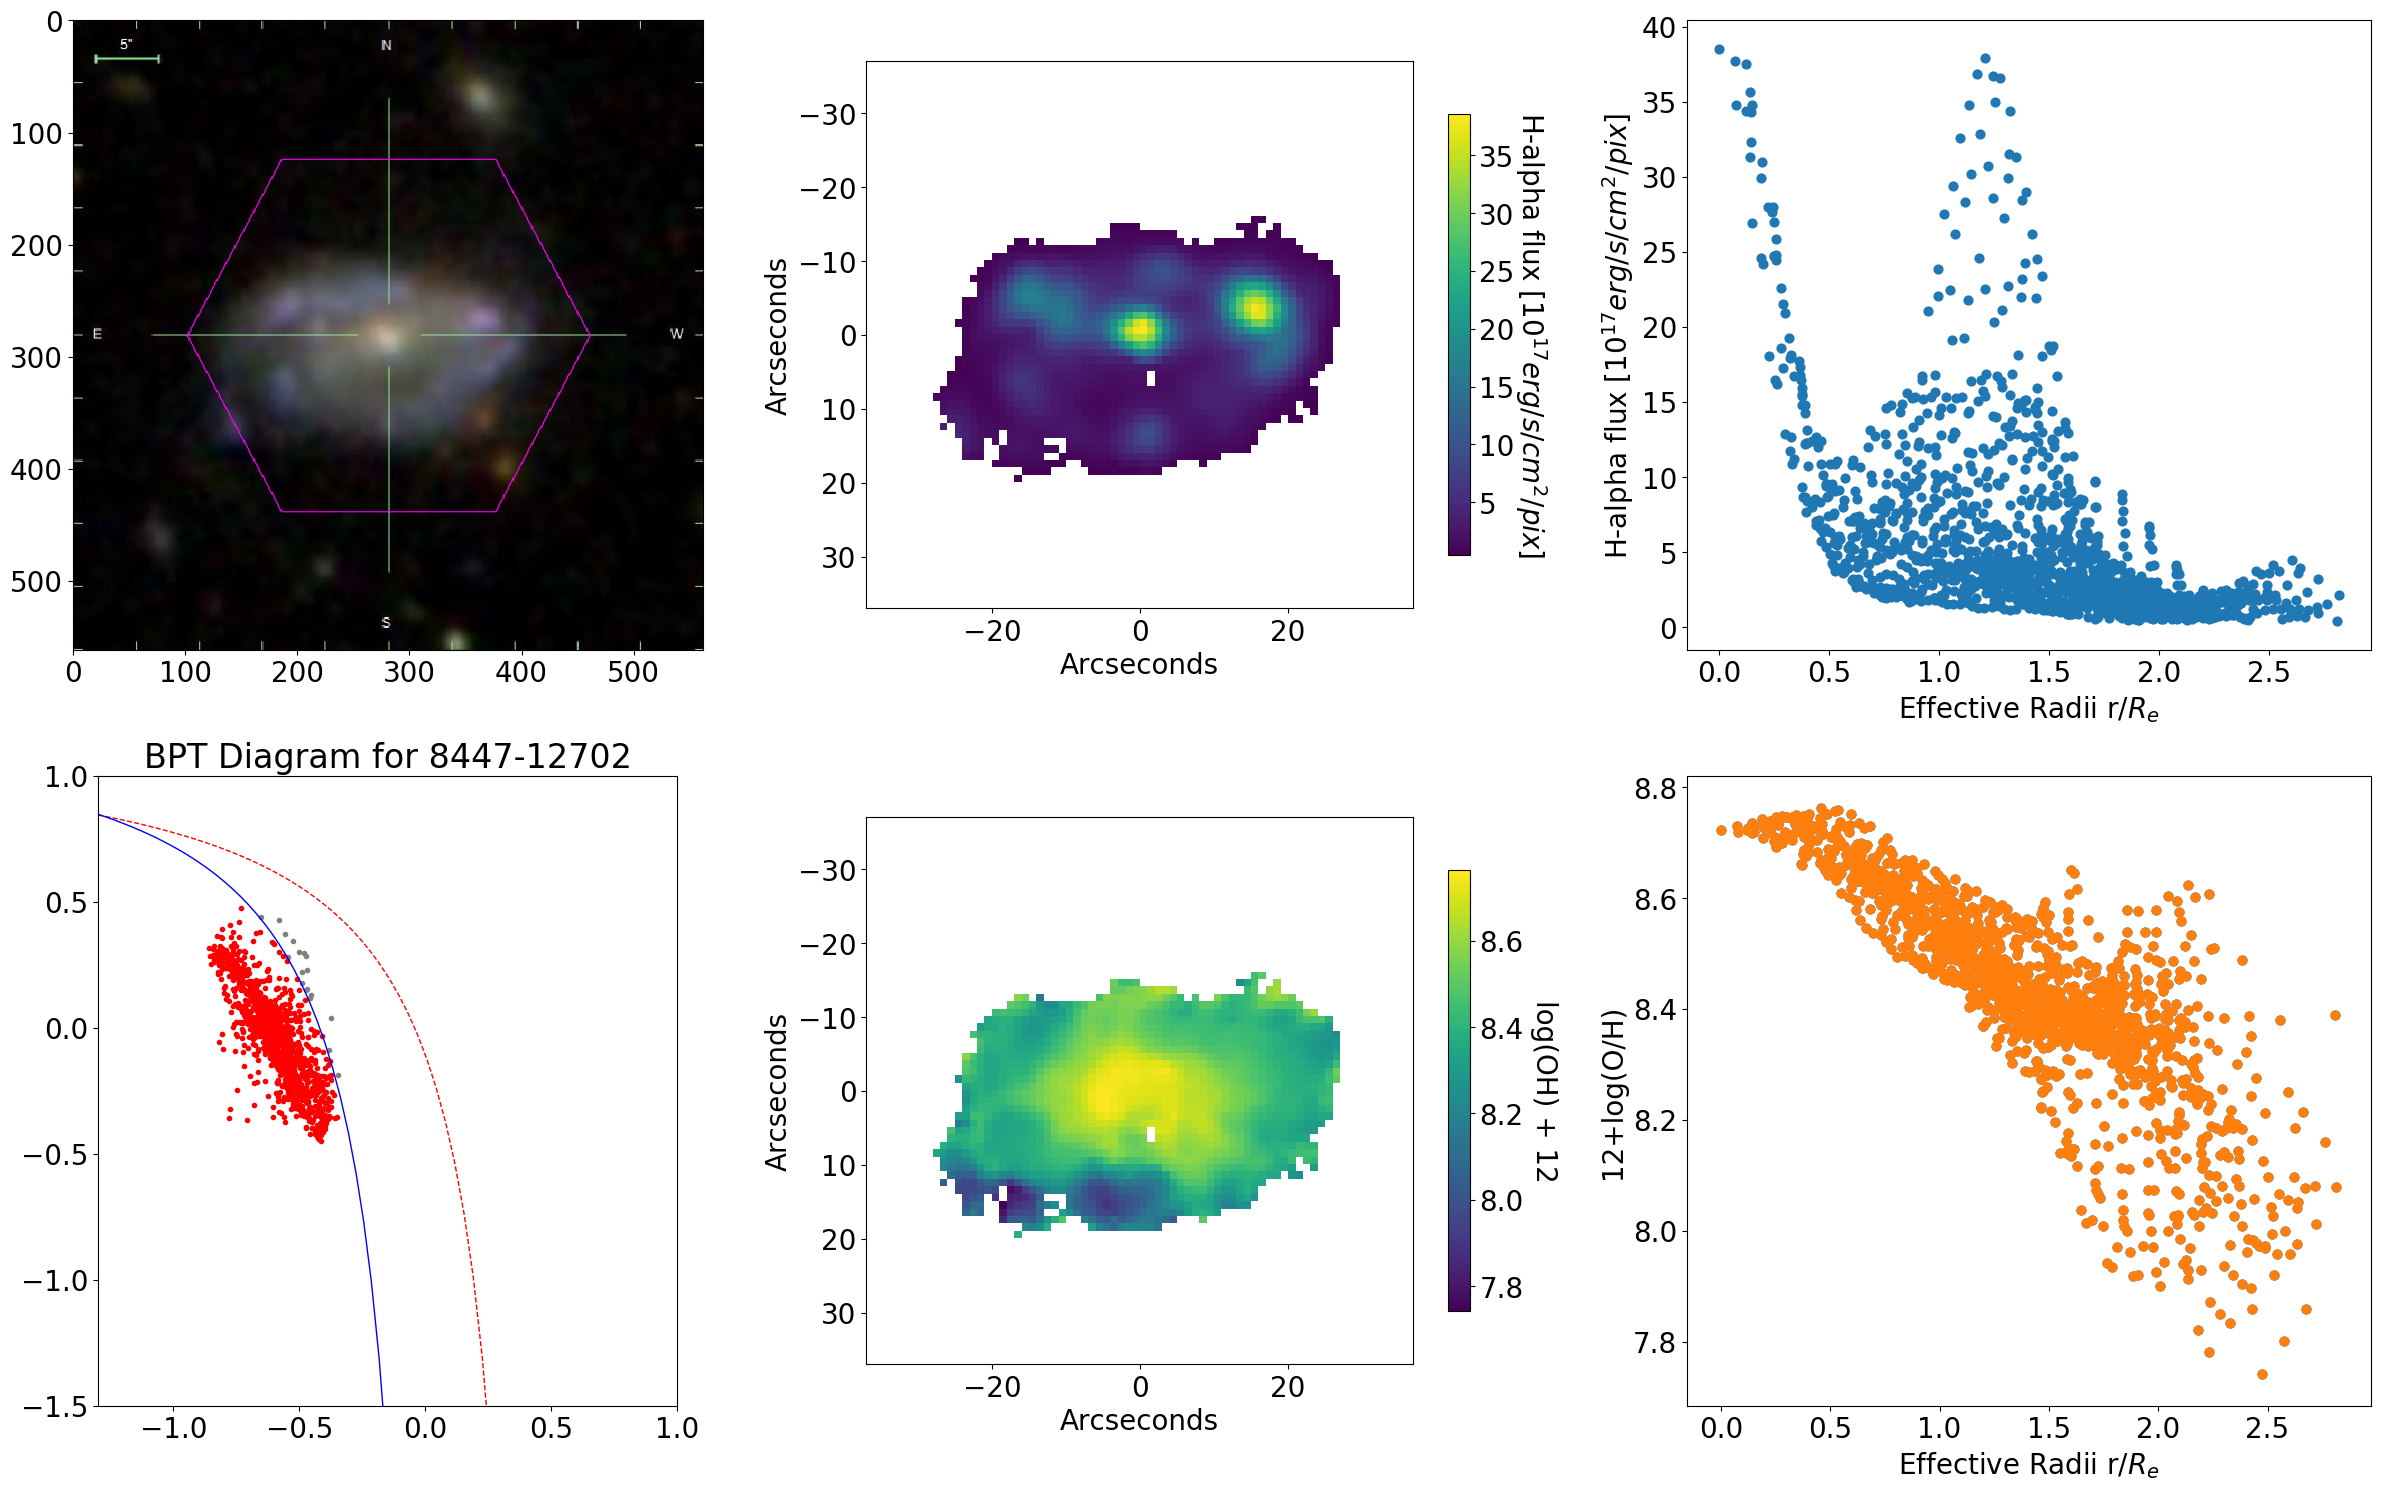 0
100
200
300
400
500
0 100 200 300 400 500
5"
N
E
W
S
−30
−20
−10
0
10
20
30
−20 0 20
Arcseconds
Arcseconds
35
30
25
20
15
10
5
H-alpha flux [10^17 erg/s/cm^2/pix]
40
35
30
25
20
15
10
5
0
0.0 0.5 1.0 1.5 2.0 2.5
H-alpha flux [10^17 erg/s/cm^2/pix]
Effective Radii r/R_e
BPT Diagram for 8447-12702
1.0
0.5
0.0
−0.5
−1.0
−1.5
−1.0 −0.5 0.0 0.5 1.0
−30
−20
−10
0
10
20
30
−20 0 20
Arcseconds
Arcseconds
8.6
8.4
8.2
8.0
7.8
log(OH) + 12
8.8
8.6
8.4
8.2
8.0
7.8
0.0 0.5 1.0 1.5 2.0 2.5
12+log(O/H)
Effective Radii r/R_e